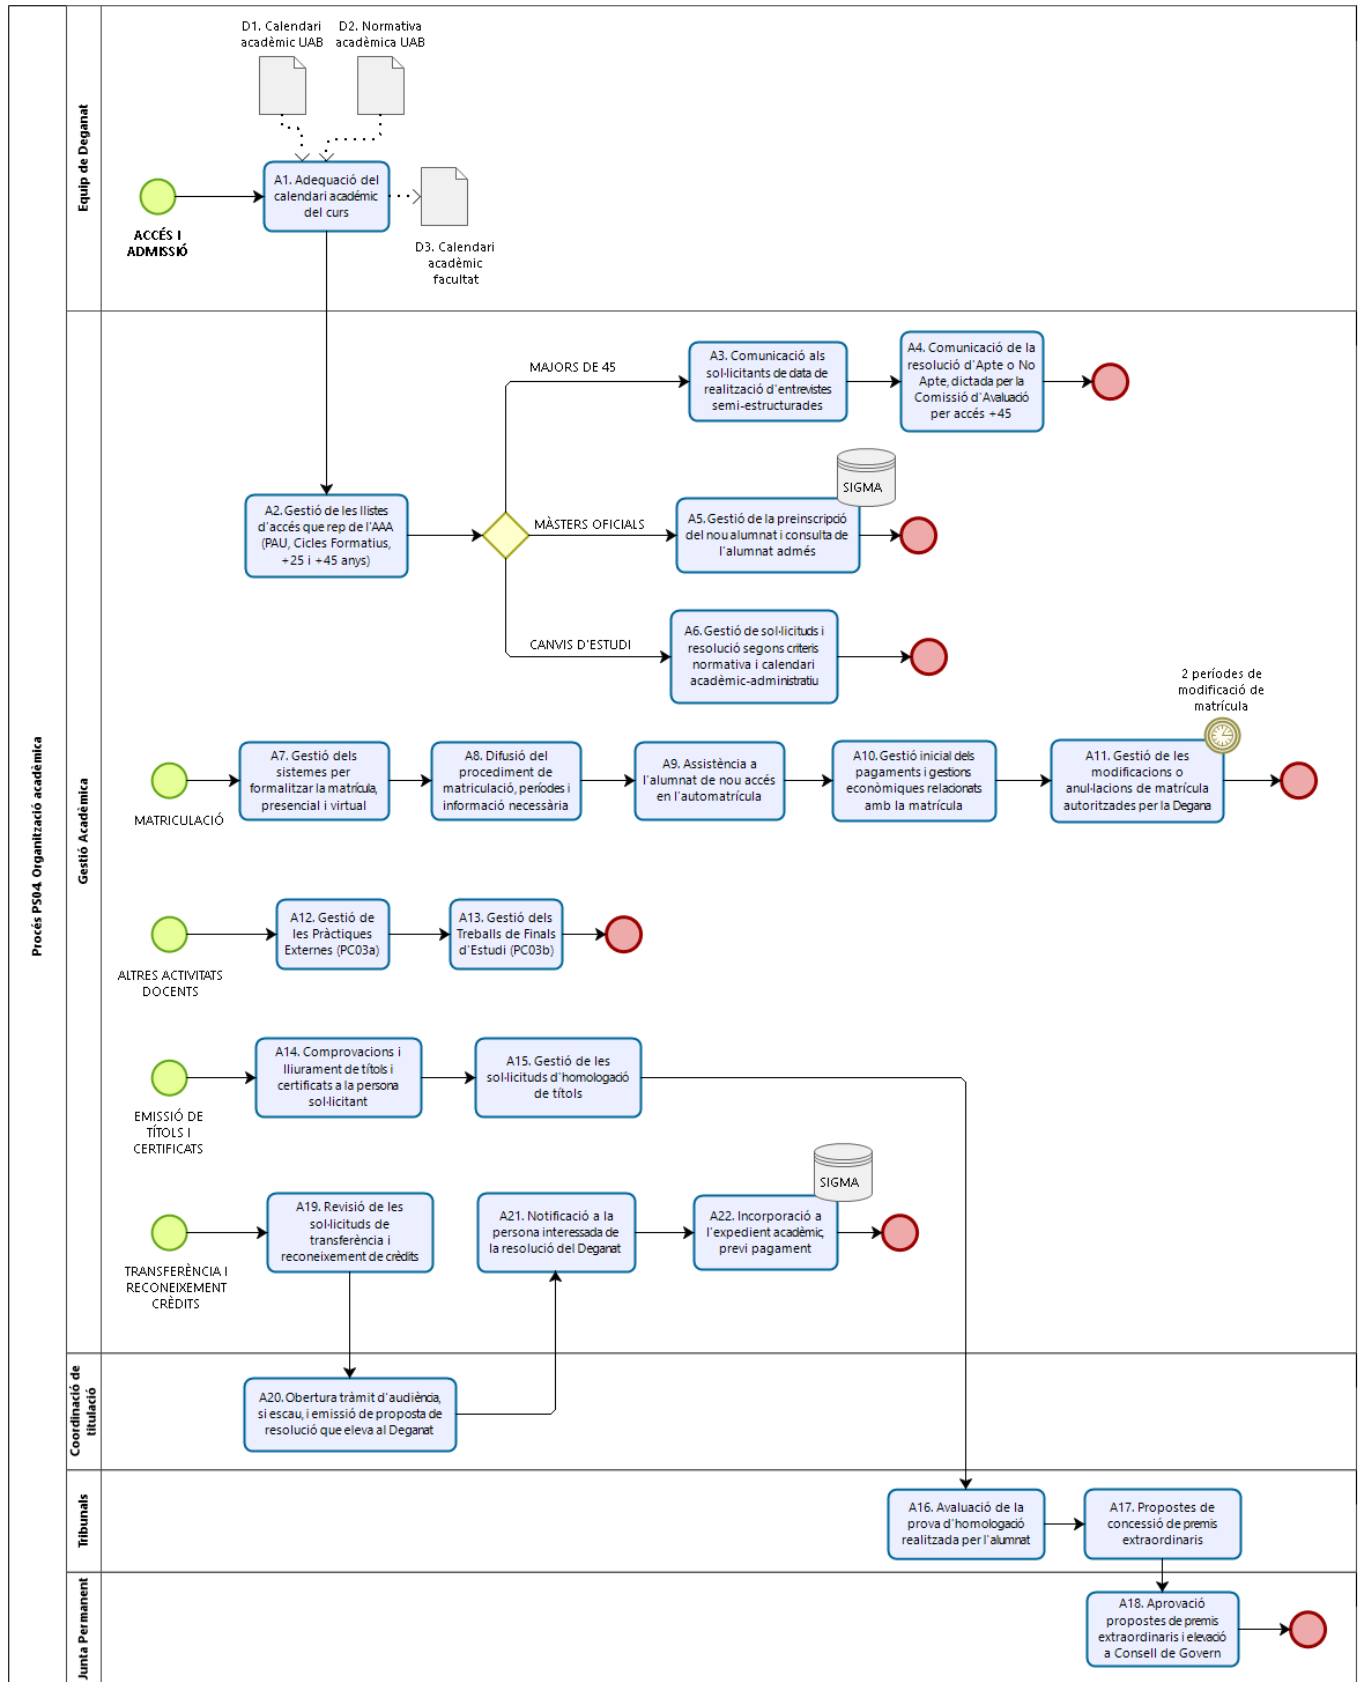 Procés PS04. Organització acadèmica
Equip de Deganat
D1. Calendari
acadèmic UAB
D2. Normativa
acadèmica UAB
ACCÉS I
ADMISSIÓ
A1. Adequació del
calendari acadèmic
del curs
D3. Calendari
acadèmic
facultat
Gestió Acadèmica
A2. Gestió de les llistes
d'accés que rep de l'AAA
(PAU, Cicles Formatius,
+25 i +45 anys)
MAJORS DE 45
A3. Comunicació als
sol·licitants de data de
realització d'entrevistes
semi-estructurades
A4. Comunicació de la
resolució d'Apte o No
Apte, dictada per la
Comissió d'Avaluació
per accés +45
MÀSTERS OFICIALS
SIGMA
A5. Gestió de la preinscripció
del nou alumnat i consulta de
l'alumnat admés
CANVIS D'ESTUDI
A6. Gestió de sol·licituds i
resolució segons criteris
normativa i calendari
acadèmic-administratiu
MATRICULACIÓ
A7. Gestió dels
sistemes per
formalitzar la matrícula,
presencial i virtual
A8. Difusió del
procediment de
matriculació, períodes i
informació necessària
A9. Assistència a
l'alumnat de nou accés
en l'automatrícula
A10. Gestió inicial dels
pagaments i gestions
econòmiques relacionats
amb la matrícula
2 períodes de
modificació de
matrícula
A11. Gestió de les
modificacions o
anul·lacions de matrícula
autoritzades per la Degana
ALTRES ACTIVITATS
DOCENTS
A12. Gestió de
les Pràctiques
Externes (PC03a)
A13. Gestió dels
Treballs de Finals
d'Estudi (PC03b)
EMISSIÓ DE
TÍTOLS I
CERTIFICATS
A14. Comprovacions i
lliurament de títols i
certificats a la persona
sol·licitant
A15. Gestió de les
sol·licituds d'homologació
de títols
TRANSFERÈNCIA I
RECONEIXEMENT
CRÈDITS
A19. Revisió de les
sol·licituds de
transferència i
reconeixement de crèdits
A21. Notificació a la
persona interessada de
la resolució del Deganat
SIGMA
A22. Incorporació a
l'expedient acadèmic,
previ pagament
Coordinació de
titulació
A20. Obertura tràmit d'audiència,
si escau, i emissió de proposta de
resolució que eleva al Deganat
Tribunals
A16. Avaluació de la
prova d'homologació
realitzada per l'alumnat
A17. Propostes de
concessió de premis
extraordinaris
Junta Permanent
A18. Aprovació
propostes de premis
extraordinaris i elevació
a Consell de Govern